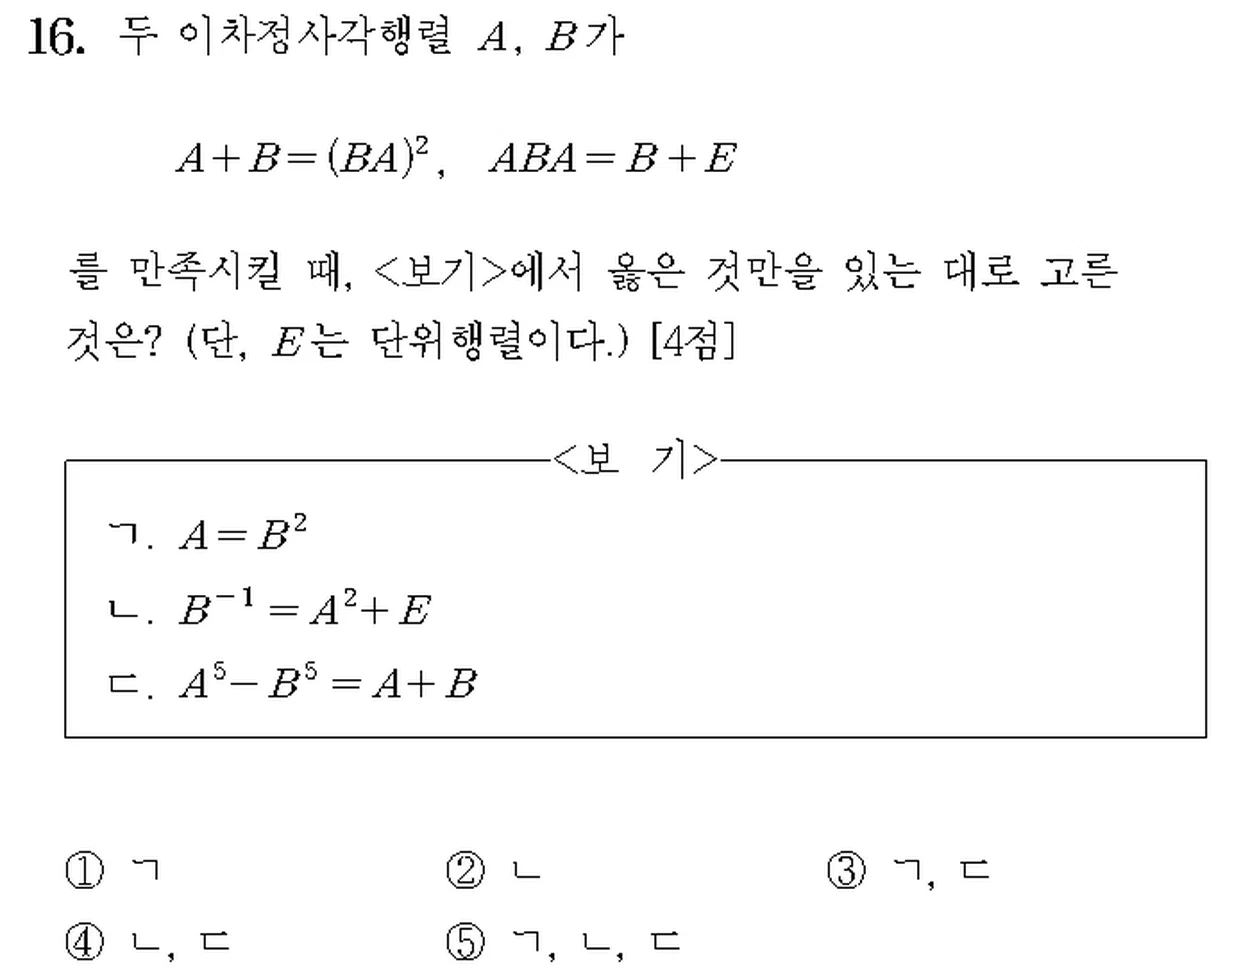 16. 두 이차정사각행렬 A, B가
A+B=(BA)², ABA=B+E
를 만족시킬 때, <보기>에서 옳은 것만을 있는 대로 고른
것은? (단, E는 단위행렬이다.) [4점]
<보 기>
ㄱ. A=B²
ㄴ. B⁻¹=A²+E
ㄷ. A⁵-B⁵=A+B
① ㄱ ② ㄴ ③ ㄱ, ㄷ
④ ㄴ, ㄷ ⑤ ㄱ, ㄴ, ㄷ